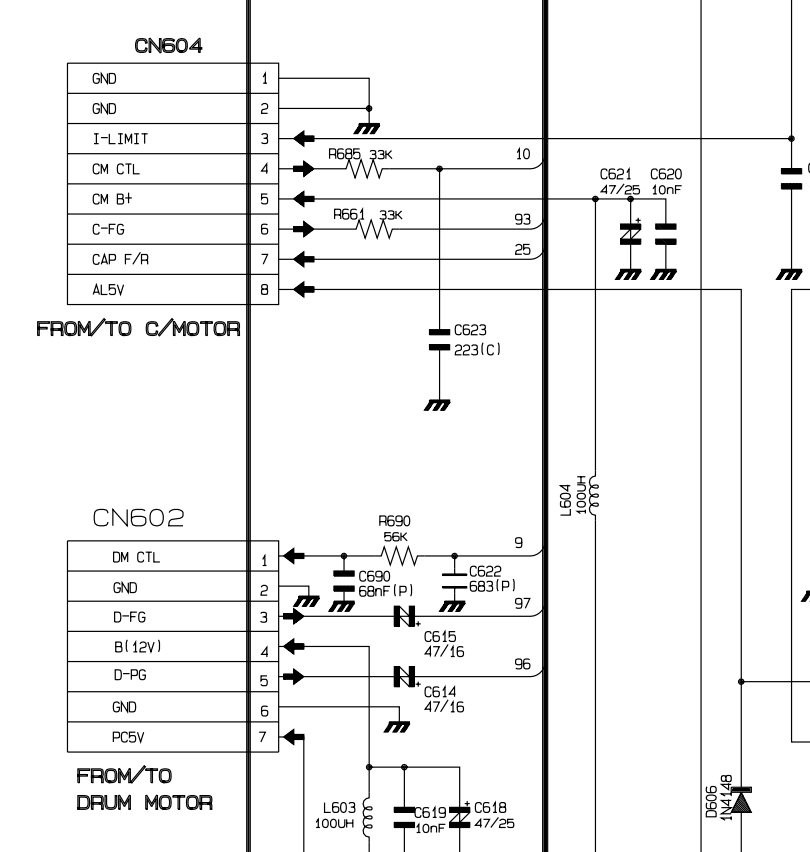 CN604
GND 1
GND 2
I-LIMIT 3
CM CTL 4
R685 33K
10
CM B+ 5
C621 C620
47/25 10nF
+
C-FG 6
R661 33K
93
CAP F/R 7
25
AL5V 8
FROM/TO C/MOTOR
C623
223(C)
L604
100UH
CN602
R690
56K
DM CTL 1
9
C690
68nF(P)
C622
683(P)
GND 2
D-FG 3
97
+
C615
47/16
B(12V) 4
D-PG 5
96
+
C614
47/16
GND 6
PC5V 7
FROM/TO
DRUM MOTOR
L603
100UH
C619
10nF
+
C618
47/25
D606
1N4148